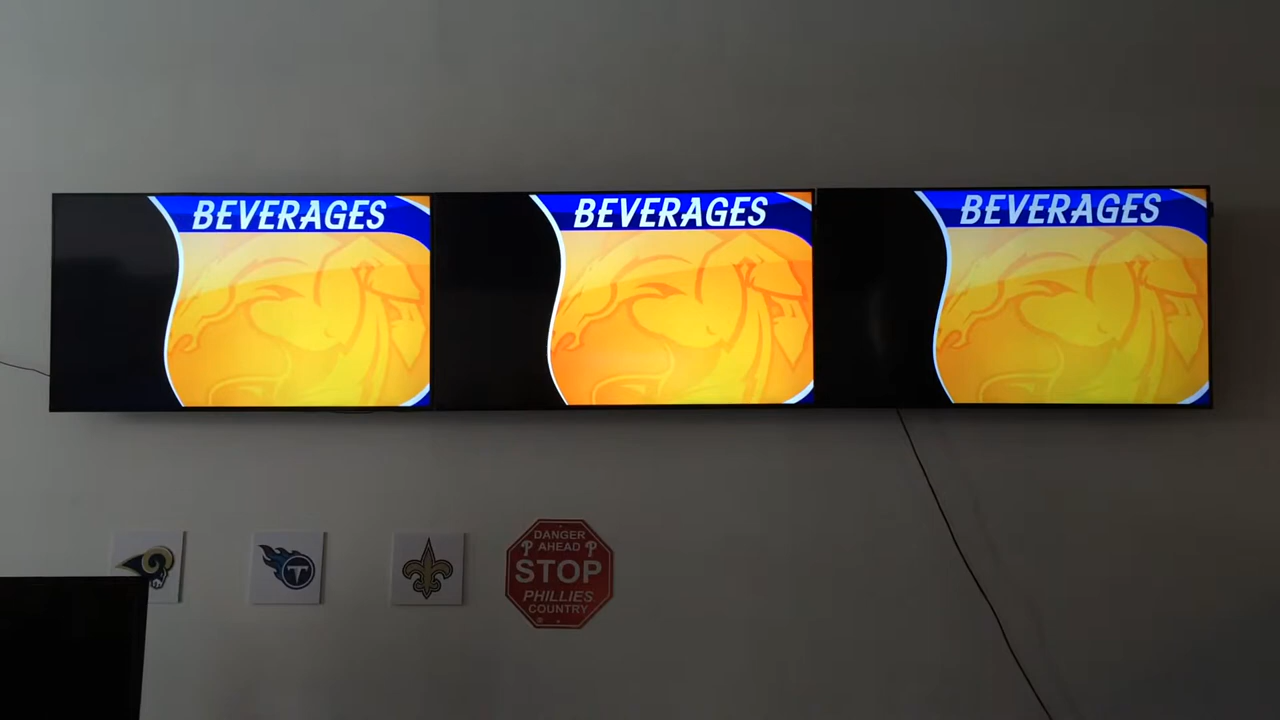 BEVERAGES
BEVERAGES
BEVERAGES
DANGER
P AHEAD P
STOP
PHILLIES
COUNTRY
T